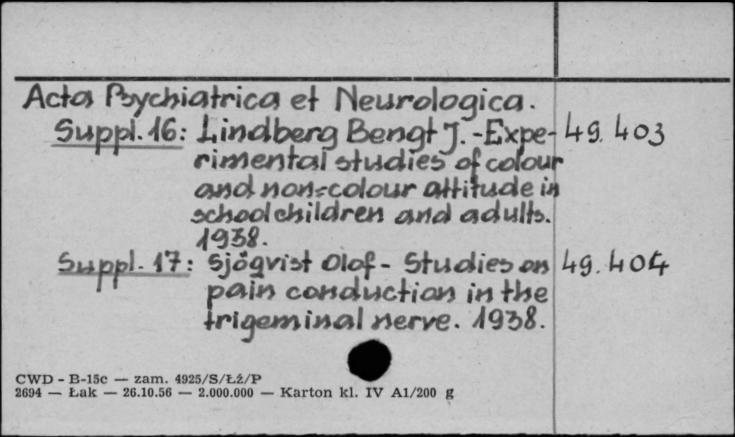 Acta Psychiatrica et Neurologica.
Suppl. 16: Lindberg Bengt J. - Expe- 49.403
rimental studies of colour
and non-colour attitude in
schoolchildren and adults.
1938.
Suppl. 17: Sjöqvist Olof - Studies on 49.404
pain conduction in the
trigeminal nerve. 1938.
CWD - B-15c — zam. 4925/S/Łż/P
2694 — Łak — 26.10.56 — 2.000.000 — Karton kl. IV A1/200 g